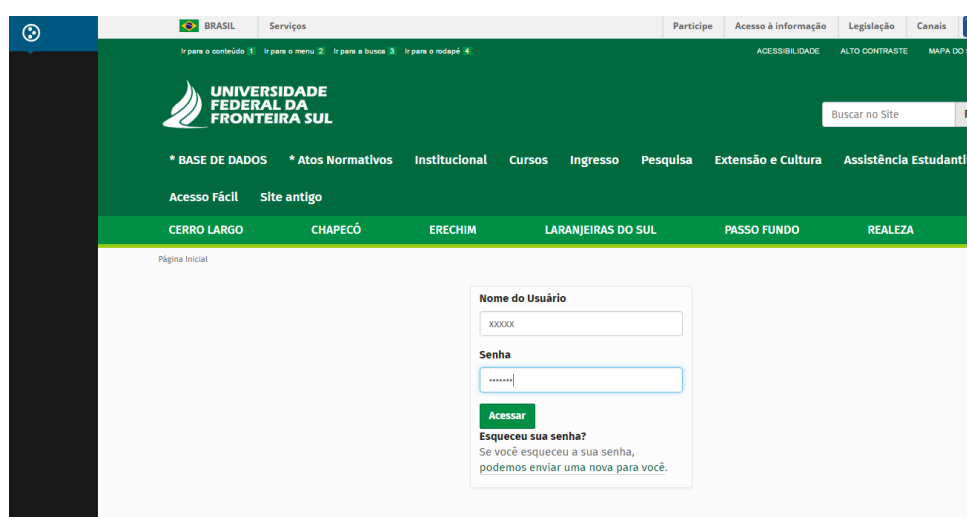 BRASIL Serviços Participe Acesso à informação Legislação Canais
Ir para o conteúdo 1 Ir para o menu 2 Ir para a busca 3 Ir para o rodapé 4 ACESSIBILIDADE ALTO CONTRASTE MAPA DO
UNIVERSIDADE
FEDERAL DA
FRONTEIRA SUL
Buscar no Site
* BASE DE DADOS * Atos Normativos Institucional Cursos Ingresso Pesquisa Extensão e Cultura Assistência Estudanti
Acesso Fácil Site antigo
CERRO LARGO CHAPECÓ ERECHIM LARANJEIRAS DO SUL PASSO FUNDO REALEZA
Página Inicial
Nome do Usuário
xxxxx
Senha
•••••••
Acessar
Esqueceu sua senha?
Se você esqueceu a sua senha,
podemos enviar uma nova para você.